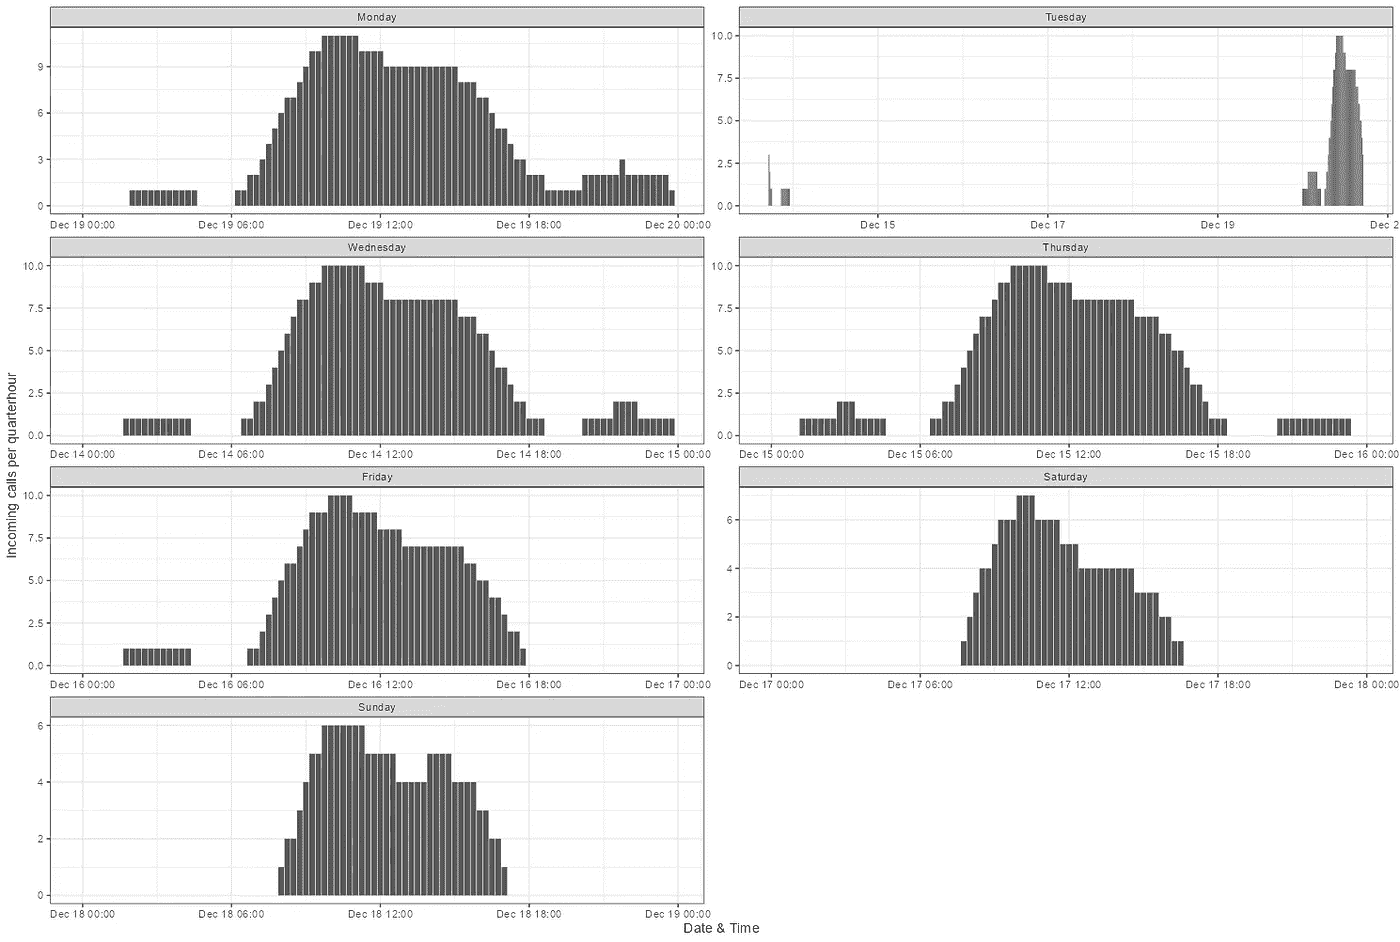 Monday
Tuesday
9
6
3
0
10.0
7.5
5.0
2.5
0.0
Dec 19 00:00 Dec 19 06:00 Dec 19 12:00 Dec 19 18:00 Dec 20 00:00
Dec 15 Dec 17 Dec 19 Dec 2
Wednesday
Thursday
10.0
7.5
5.0
2.5
0.0
10.0
7.5
5.0
2.5
0.0
Dec 14 00:00 Dec 14 06:00 Dec 14 12:00 Dec 14 18:00 Dec 15 00:00
Dec 15 00:00 Dec 15 06:00 Dec 15 12:00 Dec 15 18:00 Dec 16 00:00
Incoming calls per quarterhour
Friday
Saturday
10.0
7.5
5.0
2.5
0.0
6
4
2
0
Dec 16 00:00 Dec 16 06:00 Dec 16 12:00 Dec 16 18:00 Dec 17 00:00
Dec 17 00:00 Dec 17 06:00 Dec 17 12:00 Dec 17 18:00 Dec 18 00:00
Sunday
6
4
2
0
Dec 18 00:00 Dec 18 06:00 Dec 18 12:00 Dec 18 18:00 Dec 19 00:00
Date & Time